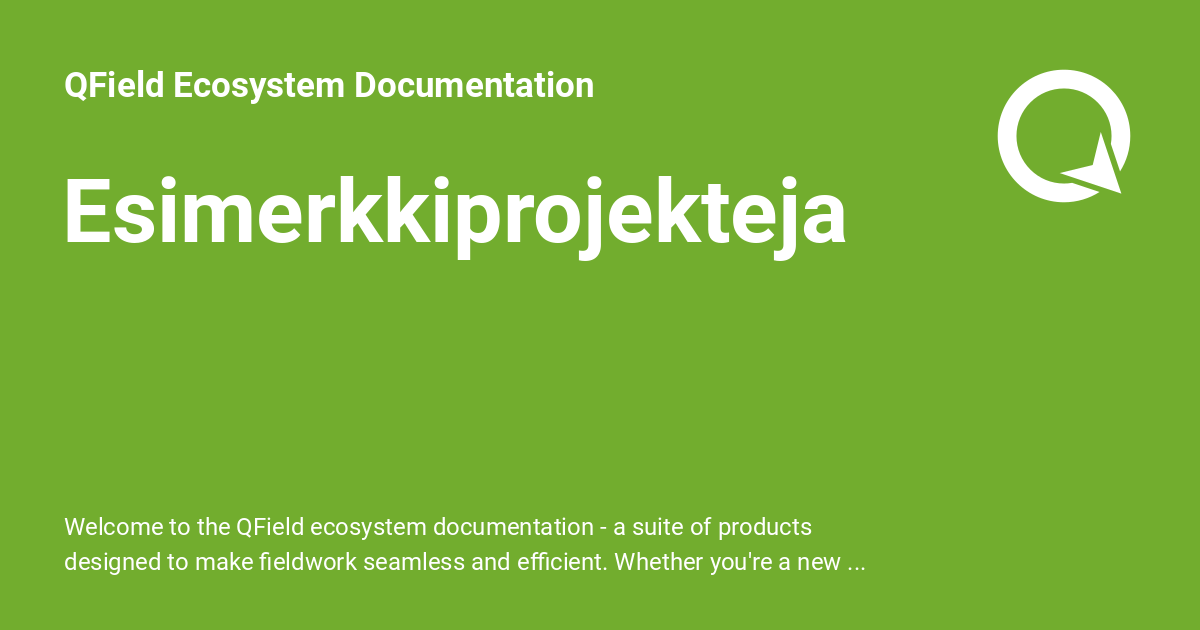 QField Ecosystem Documentation
Esimerkkiprojekteja
Welcome to the QField ecosystem documentation - a suite of products
designed to make fieldwork seamless and efficient. Whether you're a new ...